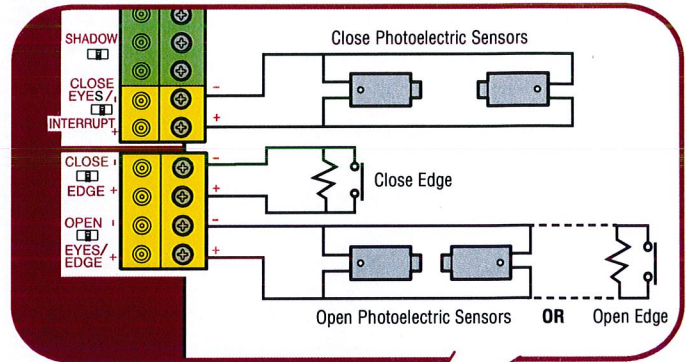 SHADOW
Close Photoelectric Sensors
CLOSE
EYES/ -
INTERRUPT +
-
+
CLOSE -
EDGE +
-
+
Close Edge
OPEN -
EYES/
EDGE +
-
+
Open Photoelectric Sensors OR Open Edge